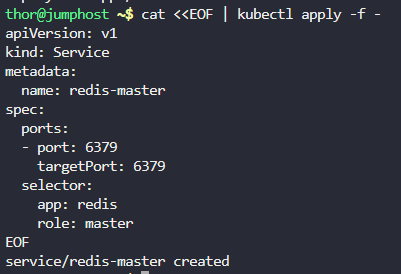 thor@jumphost ~$ cat <<EOF | kubectl apply -f -
apiVersion: v1
kind: Service
metadata:
  name: redis-master
spec:
  ports:
  - port: 6379
    targetPort: 6379
  selector:
    app: redis
    role: master
EOF
service/redis-master created